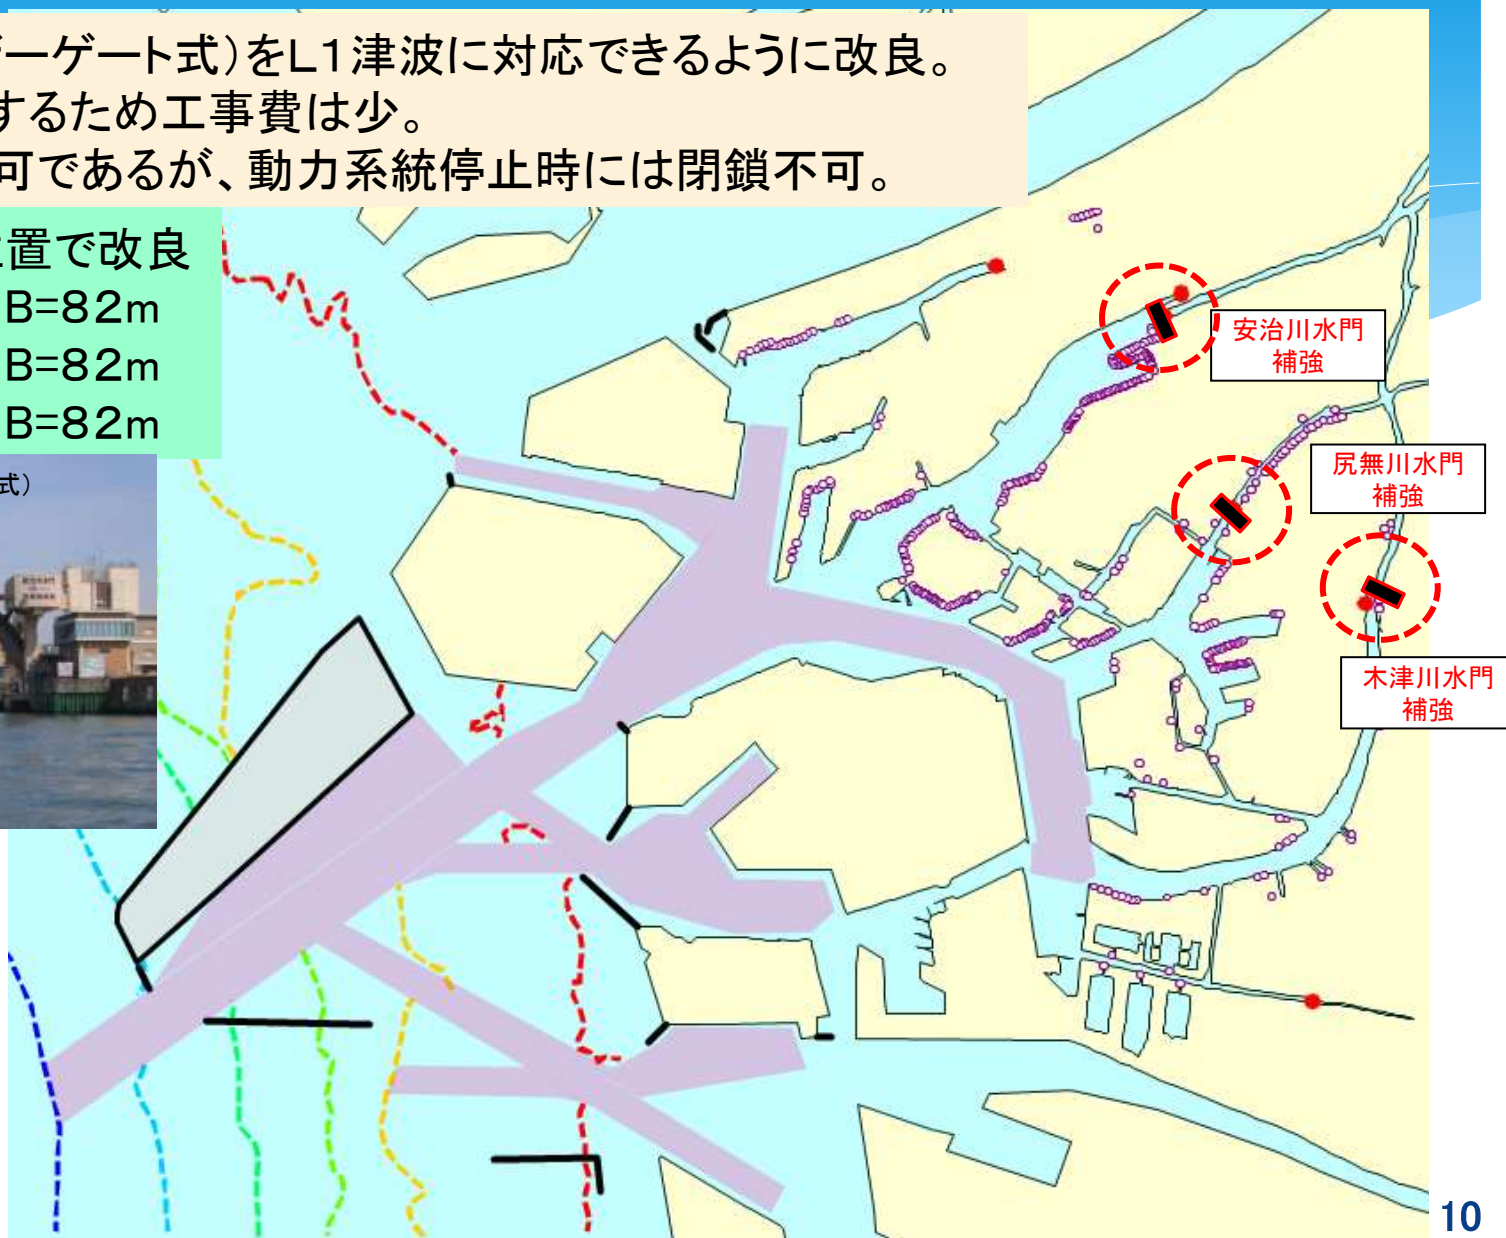 ーゲート式)をL1津波に対応できるように改良。
するため工事費は少。
可であるが、動力系統停止時には閉鎖不可。
置で改良
B=82m
B=82m
B=82m
式)
安治川水門
補強
尻無川水門
補強
木津川水門
補強
10